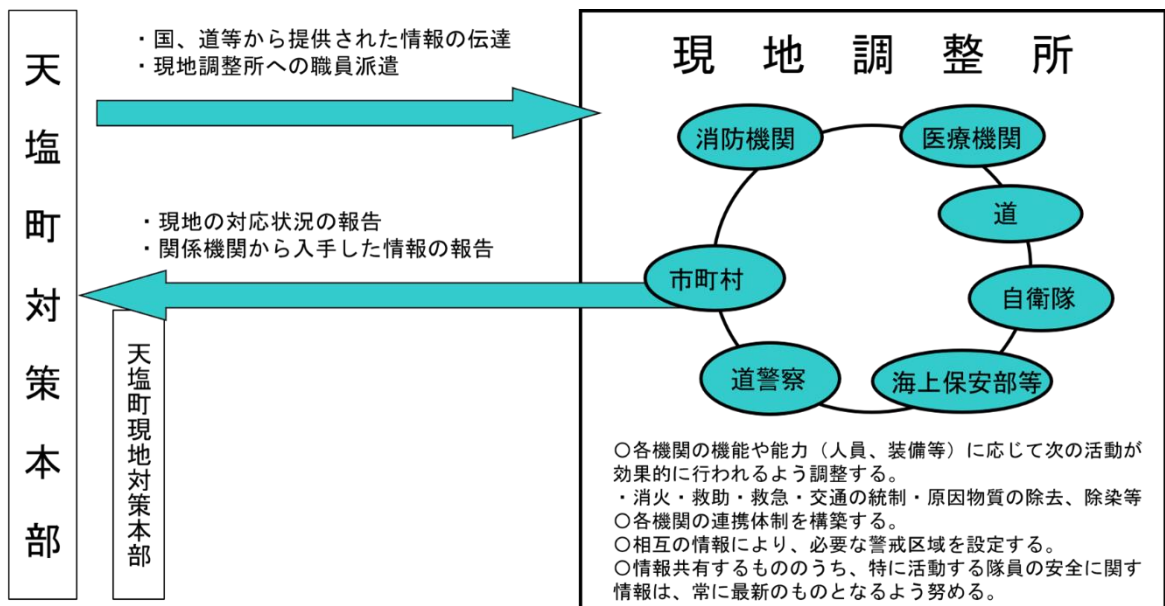 天塩町対策本部
・国、道等から提供された情報の伝達
・現地調整所への職員派遣
・現地の対応状況の報告
・関係機関から入手した情報の報告
天塩町現地対策本部
現地調整所
消防機関
医療機関
道
市町村
自衛隊
道警察
海上保安部等
○各機関の機能や能力（人員、装備等）に応じて次の活動が
効果的に行われるよう調整する。
・消火・救助・救急・交通の統制・原因物質の除去、除染等
○各機関の連携体制を構築する。
○相互の情報により、必要な警戒区域を設定する。
○情報共有するもののうち、特に活動する隊員の安全に関す
情報は、常に最新のものとなるよう努める。